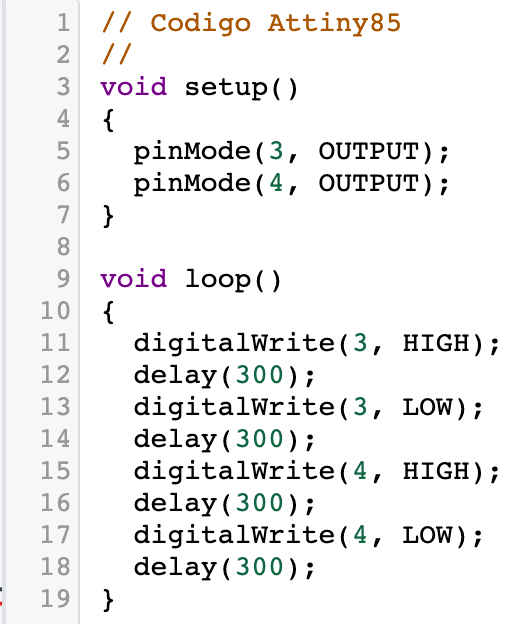 1 // Codigo Attiny85
2 //
3 void setup()
4 {
5   pinMode(3, OUTPUT);
6   pinMode(4, OUTPUT);
7 }
8
9 void loop()
10 {
11   digitalWrite(3, HIGH);
12   delay(300);
13   digitalWrite(3, LOW);
14   delay(300);
15   digitalWrite(4, HIGH);
16   delay(300);
17   digitalWrite(4, LOW);
18   delay(300);
19 }